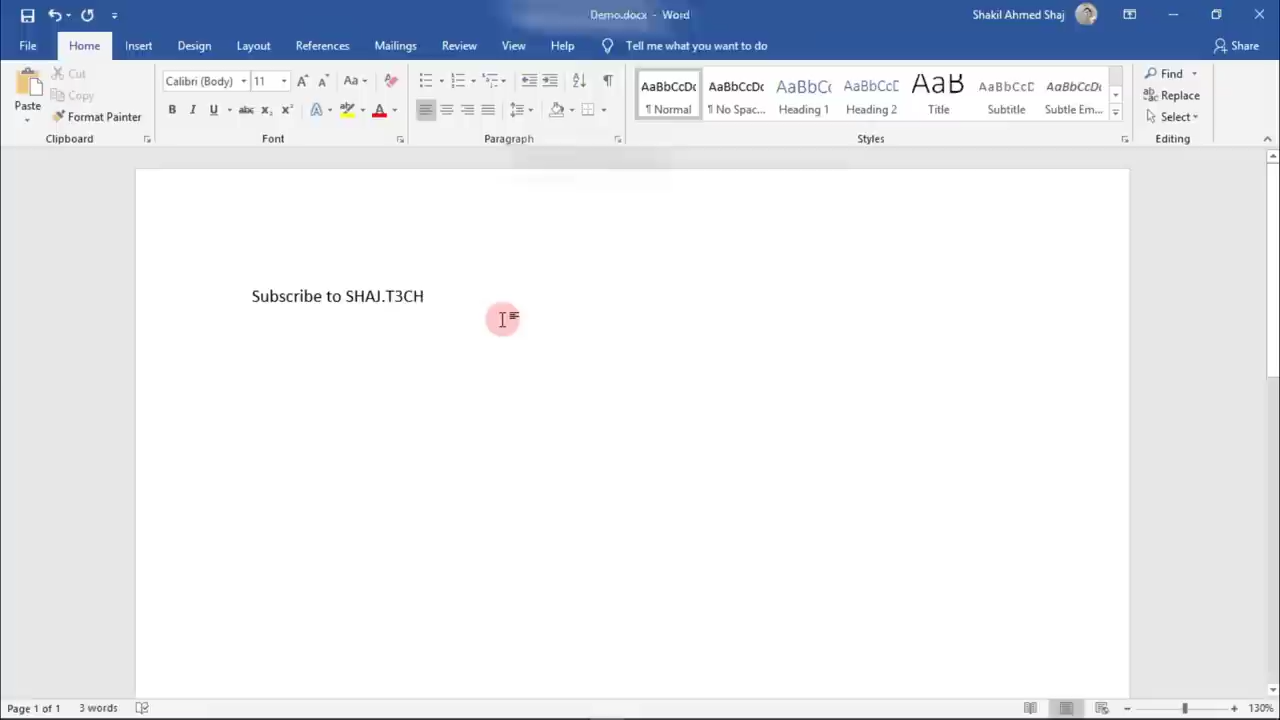 Demo.docx - Word
Shakil Ahmed Shaj
File Home Insert Design Layout References Mailings Review View Help Tell me what you want to do Share
Paste
Cut
Copy
Format Painter
Clipboard
Calibri (Body) 11
Font
Paragraph
AaBbCcDc AaBbCcDc AaBbCc AaBbCcC AaB AaBbCcD AaBbCcDc
¶ Normal ¶ No Spac... Heading 1 Heading 2 Title Subtitle Subtle Em...
Styles
Find
Replace
Select
Editing
Subscribe to SHAJ.T3CH
Page 1 of 1 3 words 130%